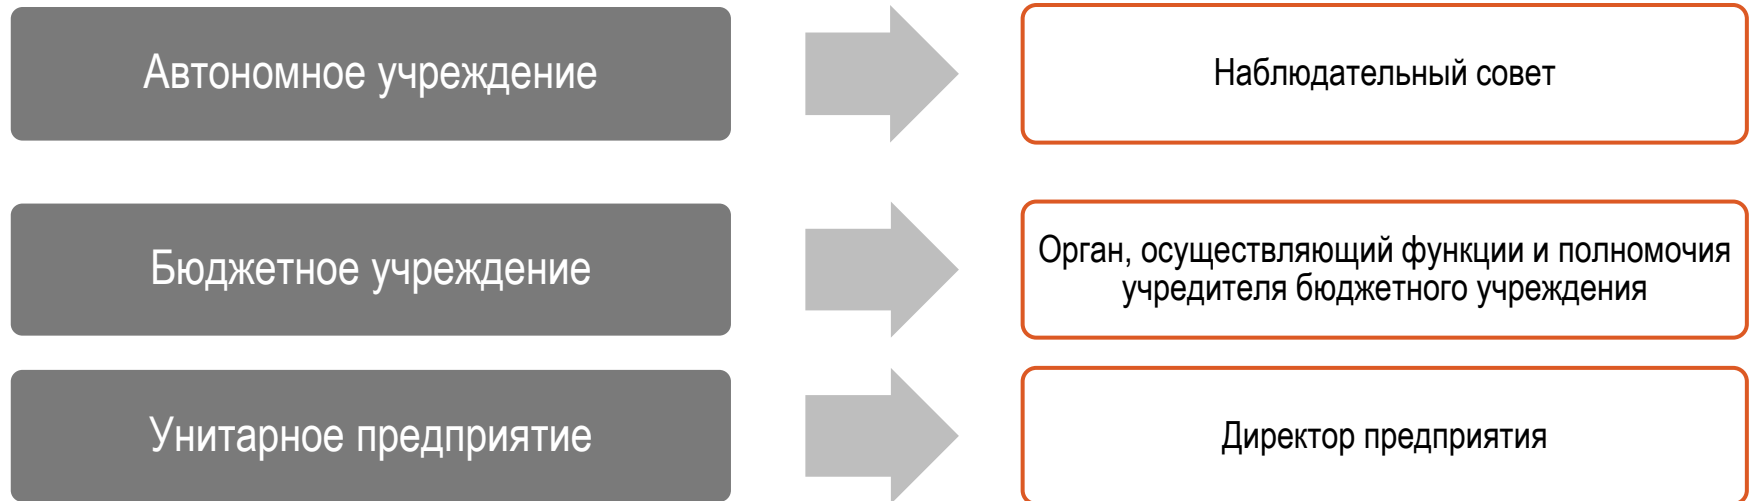 Автономное учреждение
Наблюдательный совет
Бюджетное учреждение
Орган, осуществляющий функции и полномочия
учредителя бюджетного учреждения
Унитарное предприятие
Директор предприятия